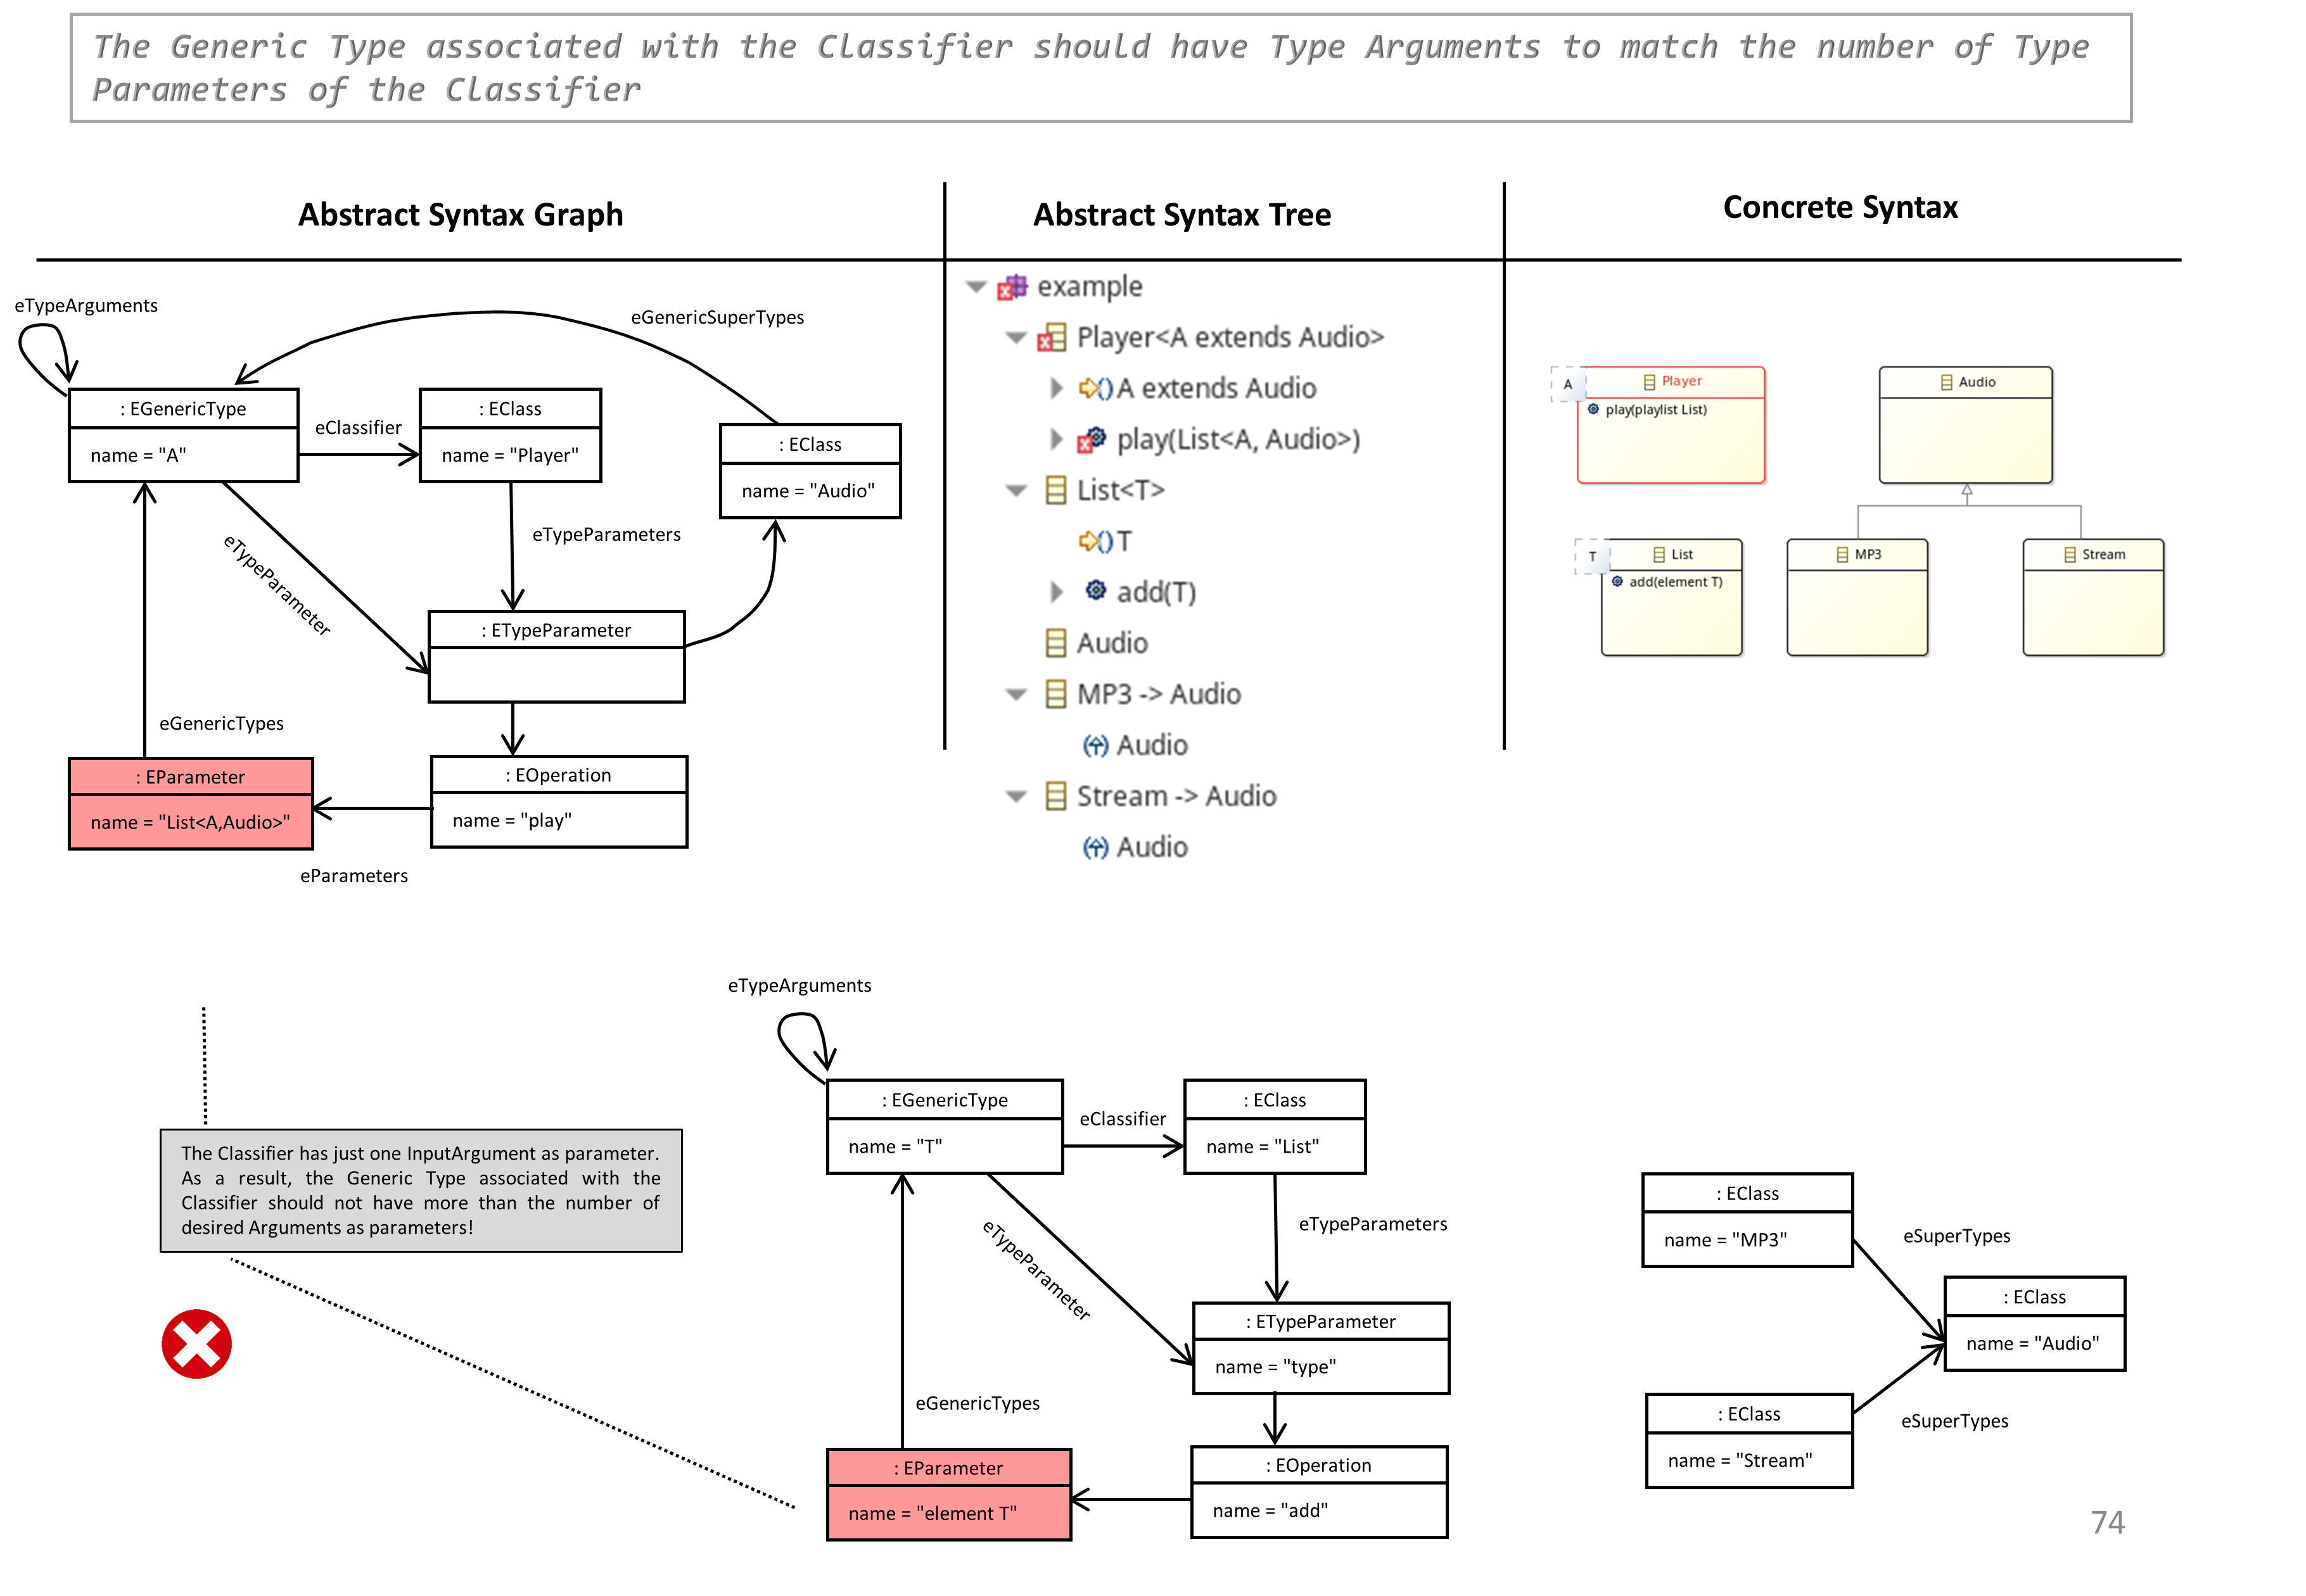 The Generic Type associated with the Classifier should have Type Arguments to match the number of Type
Parameters of the Classifier
Abstract Syntax Graph
Abstract Syntax Tree
Concrete Syntax
eTypeArguments
eGenericSuperTypes
: EGenericType
name = "A"
eClassifier
: EClass
name = "Player"
: EClass
name = "Audio"
eTypeParameters
eTypeParameter
: ETypeParameter
eGenericTypes
: EParameter
name = "List<A,Audio>"
: EOperation
name = "play"
eParameters
example
Player<A extends Audio>
A extends Audio
play(List<A, Audio>)
List<T>
T
add(T)
Audio
MP3 -> Audio
Audio
Stream -> Audio
Audio
A
Player
play(playlist List)
Audio
T
List
add(element T)
MP3
Stream
The Classifier has just one InputArgument as parameter.
As a result, the Generic Type associated with the
Classifier should not have more than the number of
desired Arguments as parameters!
eTypeArguments
: EGenericType
name = "T"
eClassifier
: EClass
name = "List"
eTypeParameters
eTypeParameter
: ETypeParameter
name = "type"
eGenericTypes
: EParameter
name = "element T"
: EOperation
name = "add"
: EClass
name = "MP3"
eSuperTypes
: EClass
name = "Audio"
: EClass
name = "Stream"
eSuperTypes
74